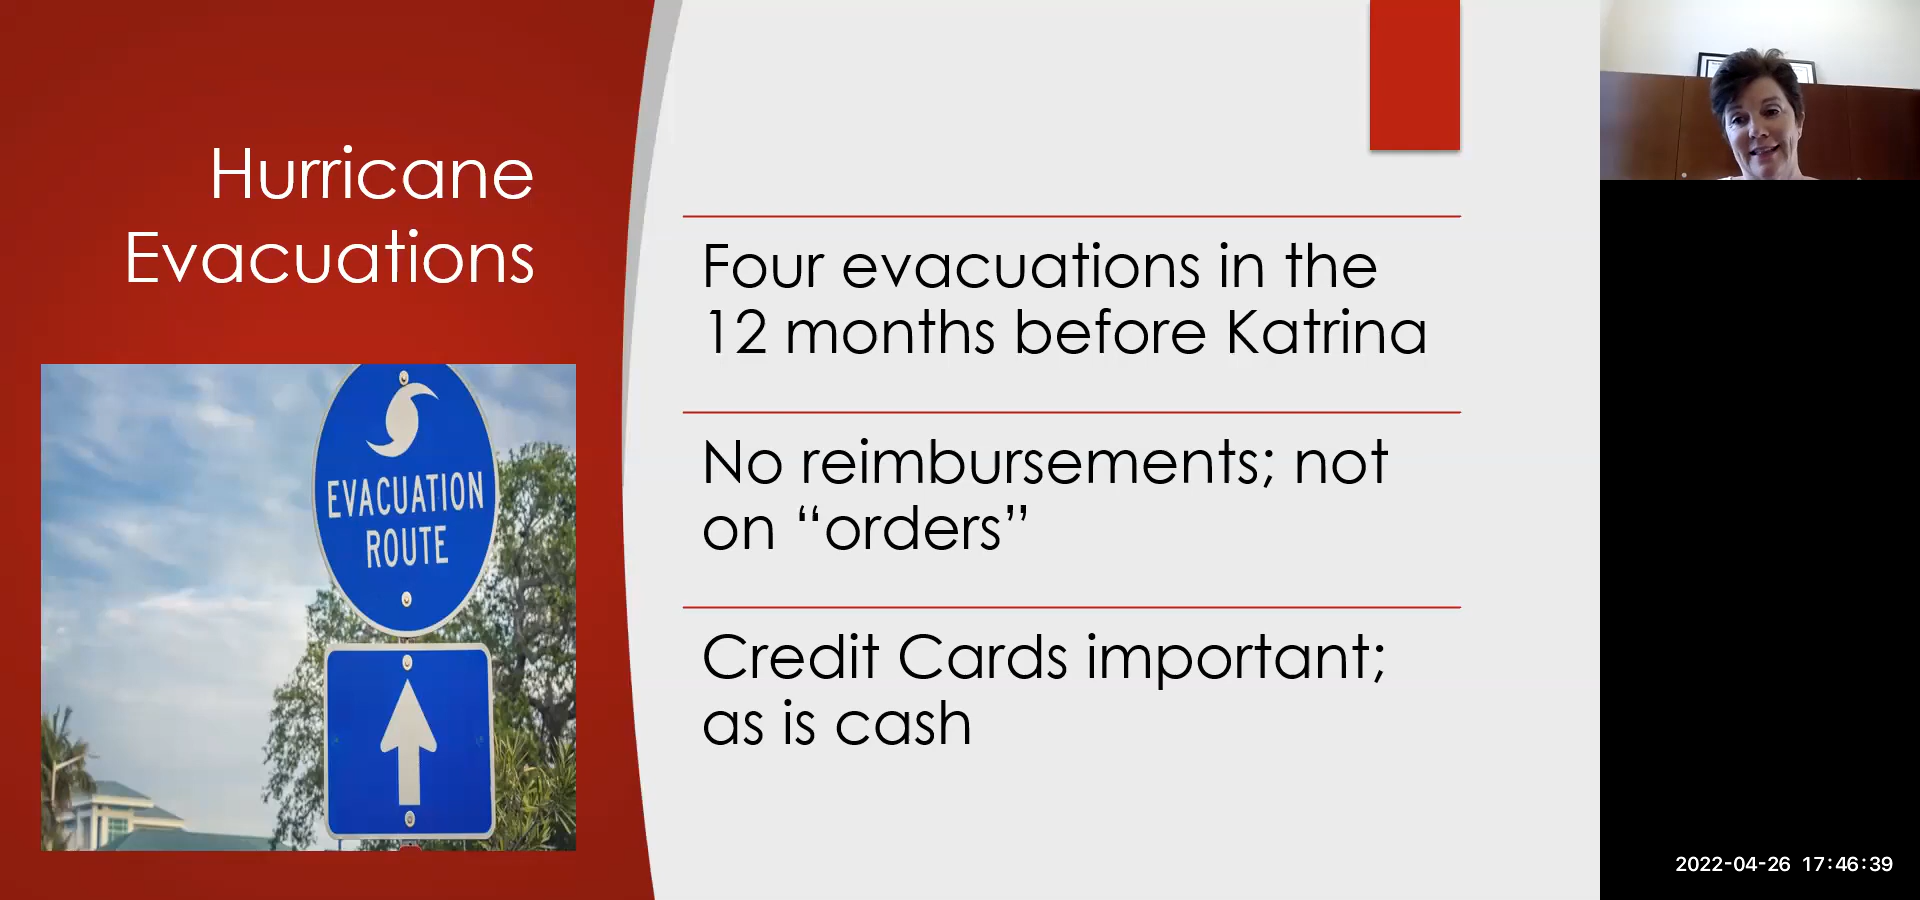 Hurricane
Evacuations
EVACUATION
ROUTE
Four evacuations in the
12 months before Katrina
No reimbursements; not
on “orders”
Credit Cards important;
as is cash
2022-04-26 17:46:39